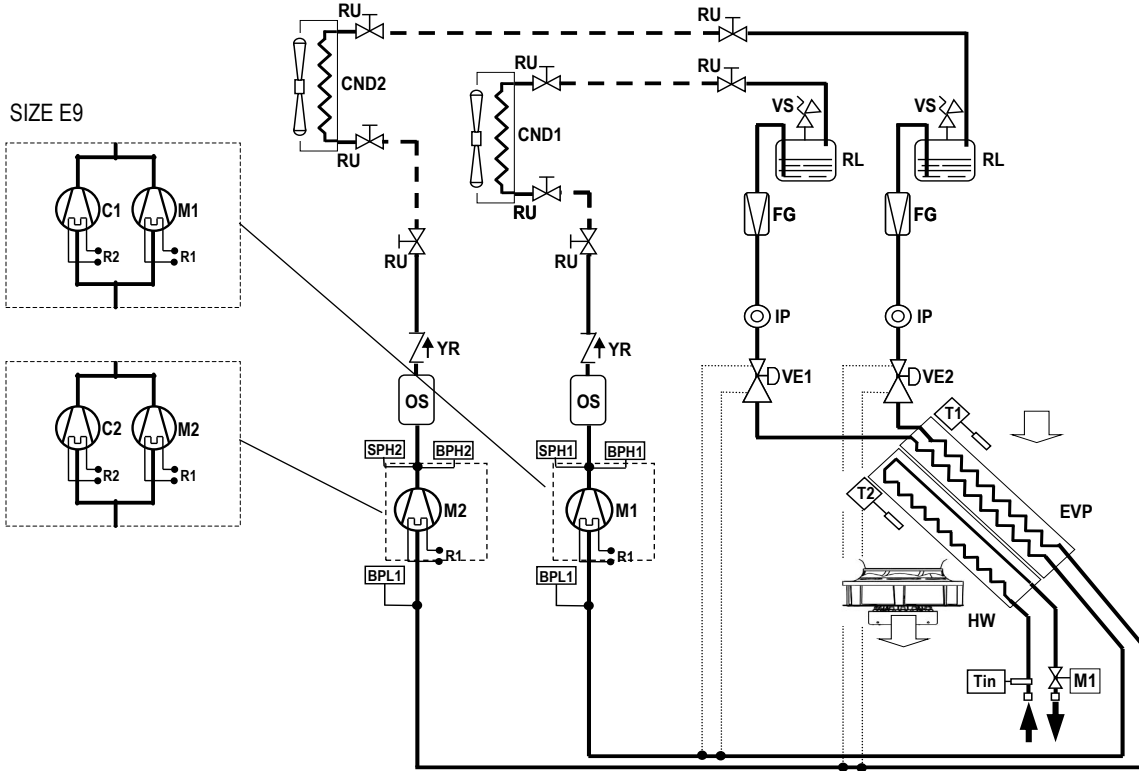 RU
RU
CND2
RU
RU
RU
CND1
RU
VS
VS
RL
RL
SIZE E9
C1
M1
R2
R1
FG
FG
RU
RU
IP
IP
YR
YR
VE1
VE2
OS
OS
T1
C2
M2
R2
R1
SPH2
BPH2
SPH1
BPH1
T2
EVP
M2
M1
R1
R1
BPL1
BPL1
HW
Tin
M1